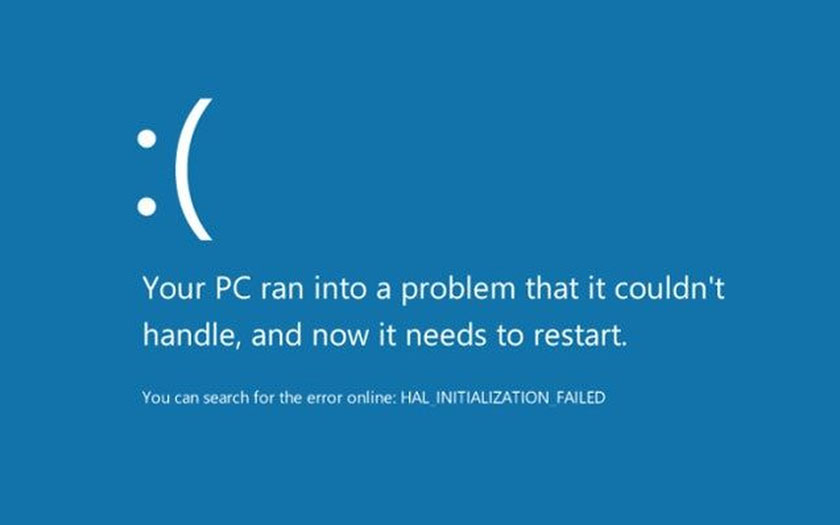 :(
Your PC ran into a problem that it couldn't
handle, and now it needs to restart.
You can search for the error online: HAL_INITIALIZATION_FAILED